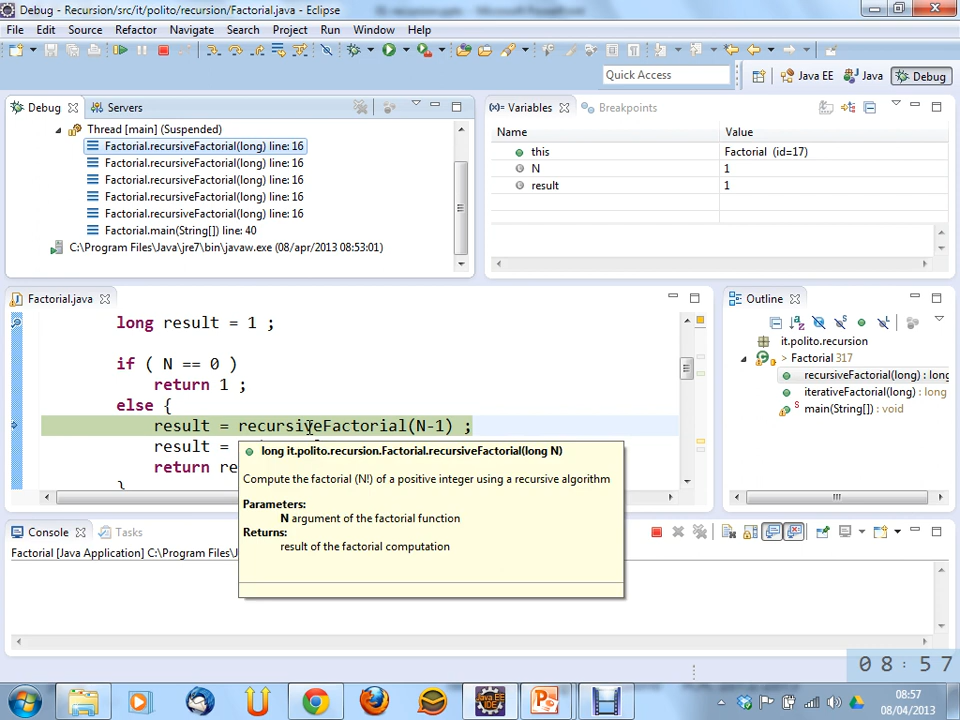 Debug - Recursion/src/it/polito/recursion/Factorial.java - Eclipse
File Edit Source Refactor Navigate Search Project Run Window Help
Quick Access
Java EE Java Debug
Debug Servers
Thread [main] (Suspended)
Factorial.recursiveFactorial(long) line: 16
Factorial.recursiveFactorial(long) line: 16
Factorial.recursiveFactorial(long) line: 16
Factorial.recursiveFactorial(long) line: 16
Factorial.recursiveFactorial(long) line: 16
Factorial.main(String[]) line: 40
C:\Program Files\Java\jre7\bin\javaw.exe (08/apr/2013 08:53:01)
(x)= Variables Breakpoints
Name Value
this Factorial (id=17)
N 1
result 1
Factorial.java
long result = 1 ;
if ( N == 0 )
return 1 ;
else {
result = recursiveFactorial(N-1) ;
result =
return re
}
long it.polito.recursion.Factorial.recursiveFactorial(long N)
Compute the factorial (N!) of a positive integer using a recursive algorithm
Parameters:
N argument of the factorial function
Returns:
result of the factorial computation
Outline
it.polito.recursion
> Factorial 317
recursiveFactorial(long) : long
iterativeFactorial(long) : long
main(String[]) : void
Console Tasks
Factorial [Java Application] C:\Program Files\J
08:57
Java EE
IDE
08:57
08/04/2013